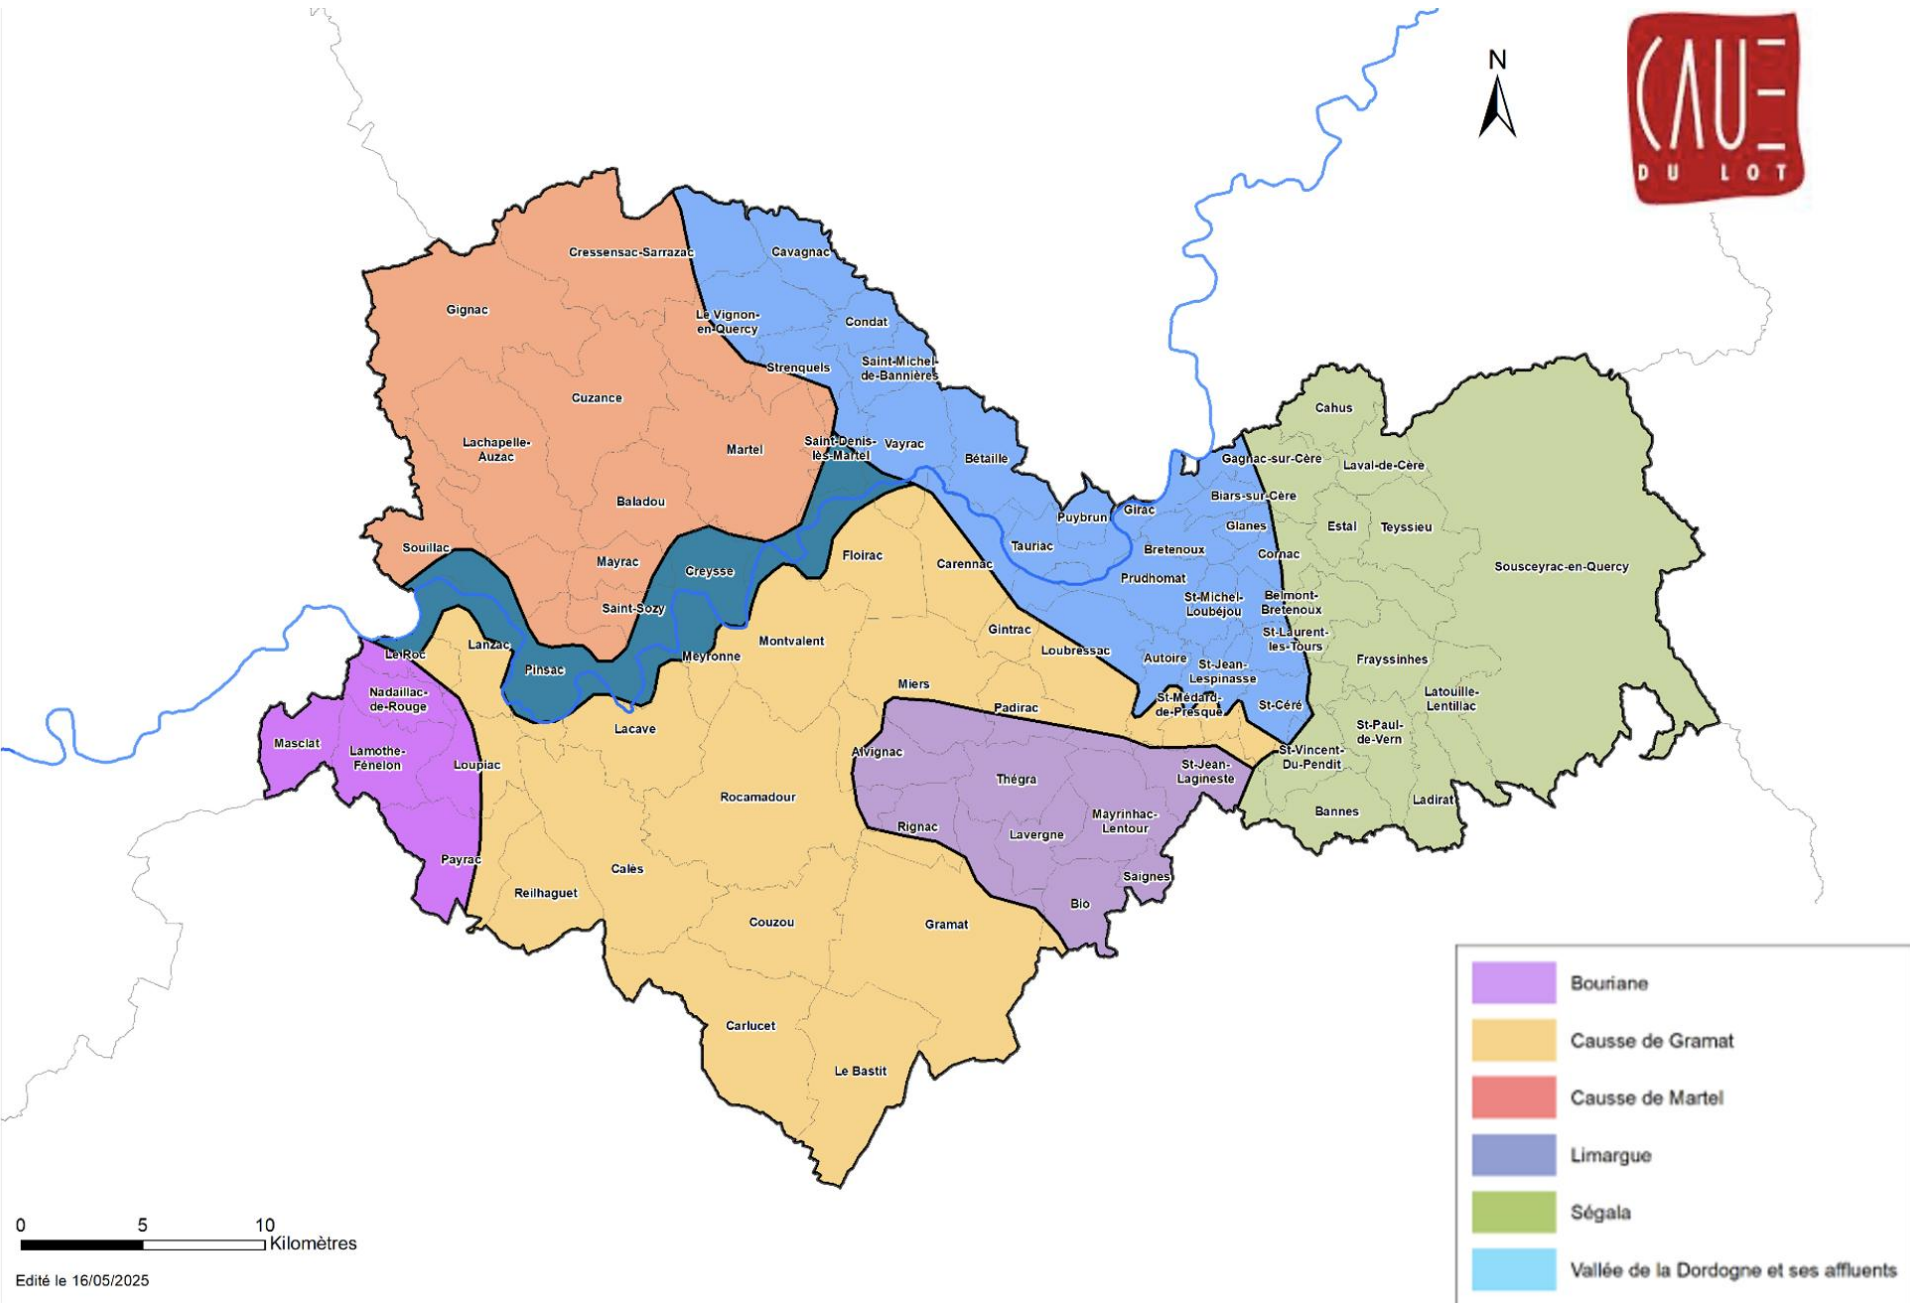 N
CAUE
DU LOT
Cressensac-Sarrazac
Cavagnac
Gignac
Le Vignon-
en-Quercy
Condat
Strenquels
Saint-Michel-
de-Bannières
Cuzance
Cahus
Lachapelle-
Auzac
Martel
Saint-Denis-
lès-Martel
Vayrac
Bétaille
Gagnac-sur-Cère
Laval-de-Cère
Baladou
Biars-sur-Cère
Puybrun
Girac
Glanes
Estal
Teyssieu
Souillac
Mayrac
Creysse
Floirac
Carennac
Tauriac
Bretenoux
Cornac
Sousceyrac-en-Quercy
Prudhomat
Saint-Sozy
St-Michel-
Loubéjou
Belmont-
Bretenoux
Gintrac
Montvalent
Lanzac
Le Roc
Meyronne
Pinsac
Loubressac
Autoire
St-Laurent-
les-Tours
St-Jean-
Lespinasse
Frayssinhes
Nadaillac-
de-Rouge
Miers
Padirac
St-Médard-
de-Presque
St-Céré
Latouille-
Lentillac
Lacave
St-Paul-
de-Vern
Masclat
Lamothe-
Fénelon
Loupiac
Alvignac
Thégra
St-Jean-
Lagineste
St-Vincent-
Du-Pendit
Rocamadour
Rignac
Lavergne
Mayrinhac-
Lentour
Bannes
Ladirat
Payrac
Reilhaguet
Calès
Saignes
Bio
Couzou
Gramat
Carlucet
Le Bastit
Bouriane
Causse de Gramat
Causse de Martel
Limargue
Ségala
Vallée de la Dordogne et ses affluents
0 5 10
Kilomètres
Edité le 16/05/2025